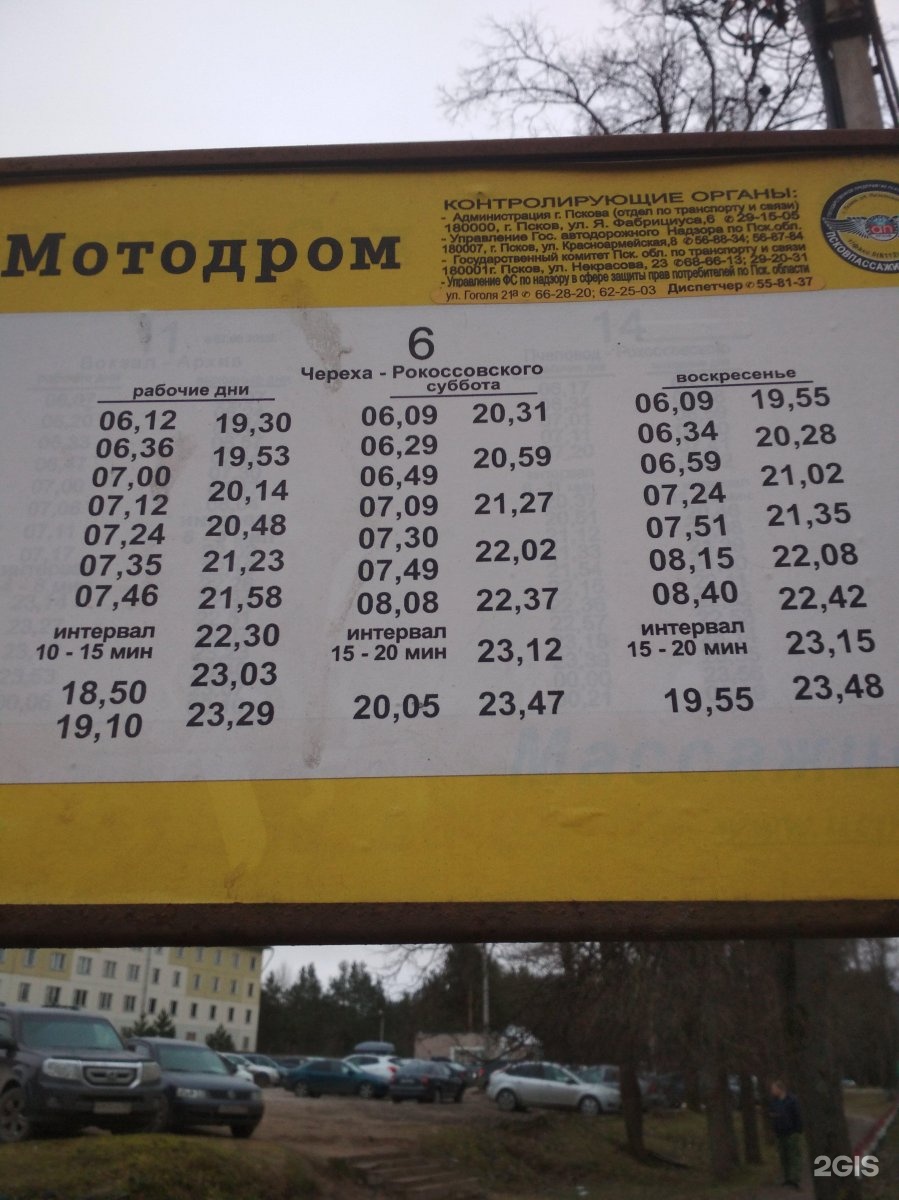 Мотодром
КОНТРОЛИРУЮЩИЕ ОРГАНЫ:
- Администрация г. Пскова (отдел по транспорту и связи)
180000, г. Псков, ул. Я. Фабрициуса,6 ✆29-15-05
- Управление Гос. автодорожного Надзора по Пск.обл.
180007, г. Псков, ул. Красноармейская,8 ✆56-88-34; 56-67-84
- Государственный комитет Пск. обл. по транспорту и связи
180001г. Псков, ул. Некрасова, 23 ✆68-66-13; 29-20-31
- Управление ФС по надзору в сфере защиты прав потребителей по Пск. области
ул. Гоголя 21а ✆ 66-28-20; 62-25-03 Диспетчер ✆55-81-37
6
Череха - Рокоссовского
рабочие дни
06,12 19,30
06,36 19,53
07,00 20,14
07,12 20,48
07,24 21,23
07,35 21,58
07,46 22,30
интервал
10 - 15 мин
23,03
18,50 23,29
19,10
суббота
06,09 20,31
06,29 20,59
06,49 21,27
07,09 22,02
07,30 22,37
07,49 23,12
08,08 23,47
интервал
15 - 20 мин
20,05
воскресенье
06,09 19,55
06,34 20,28
06,59 21,02
07,24 21,35
07,51 22,08
08,15 22,42
08,40 23,15
интервал
15 - 20 мин
23,48
19,55
14
Пчеловод - Рокоссовского
Вокзал - Архив
2GIS